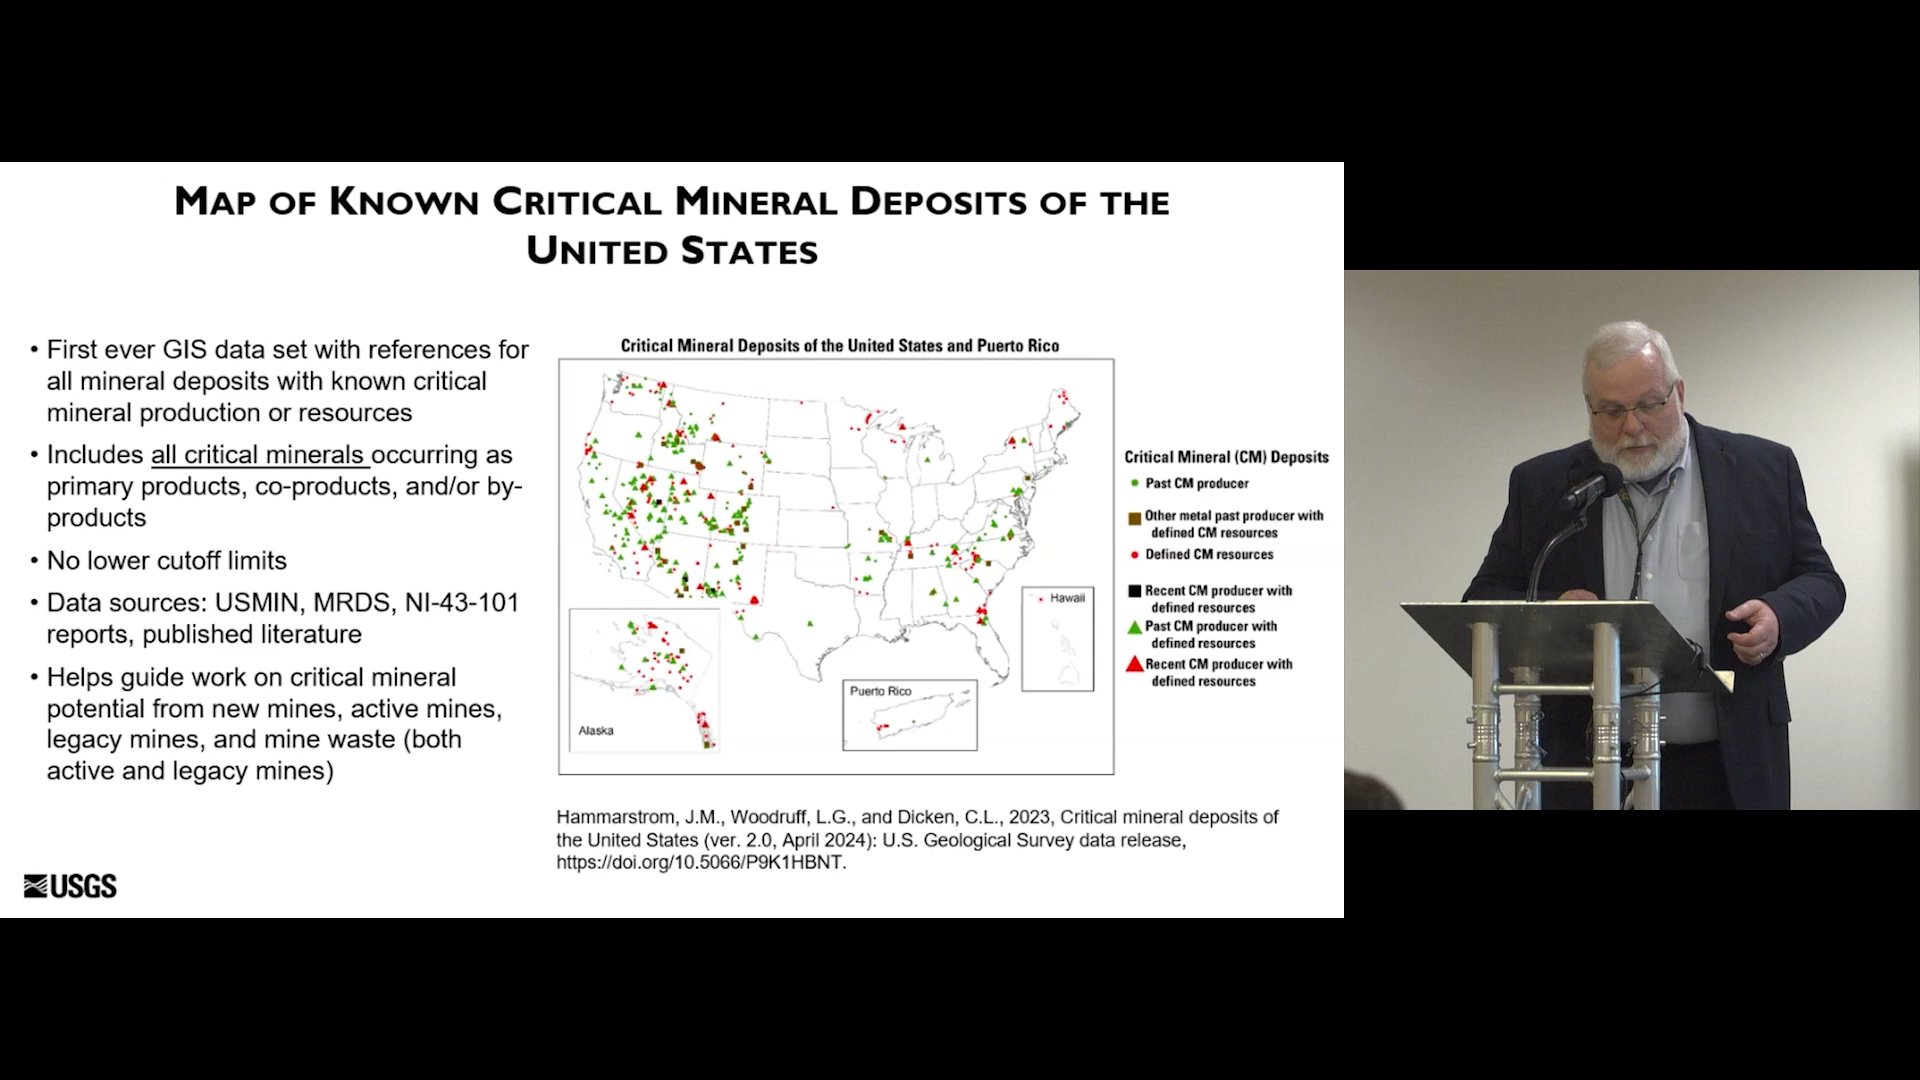 MAP OF KNOWN CRITICAL MINERAL DEPOSITS OF THE
UNITED STATES
• First ever GIS data set with references for
all mineral deposits with known critical
mineral production or resources
• Includes all critical minerals occurring as
primary products, co-products, and/or by-
products
• No lower cutoff limits
• Data sources: USMIN, MRDS, NI-43-101
reports, published literature
• Helps guide work on critical mineral
potential from new mines, active mines,
legacy mines, and mine waste (both
active and legacy mines)
Critical Mineral Deposits of the United States and Puerto Rico
Hawaii
Puerto Rico
Alaska
Critical Mineral (CM) Deposits
Past CM producer
Other metal past producer with
defined CM resources
Defined CM resources
Recent CM producer with
defined resources
Past CM producer with
defined resources
Recent CM producer with
defined resources
Hammarstrom, J.M., Woodruff, L.G., and Dicken, C.L., 2023, Critical mineral deposits of
the United States (ver. 2.0, April 2024): U.S. Geological Survey data release,
https://doi.org/10.5066/P9K1HBNT.
USGS